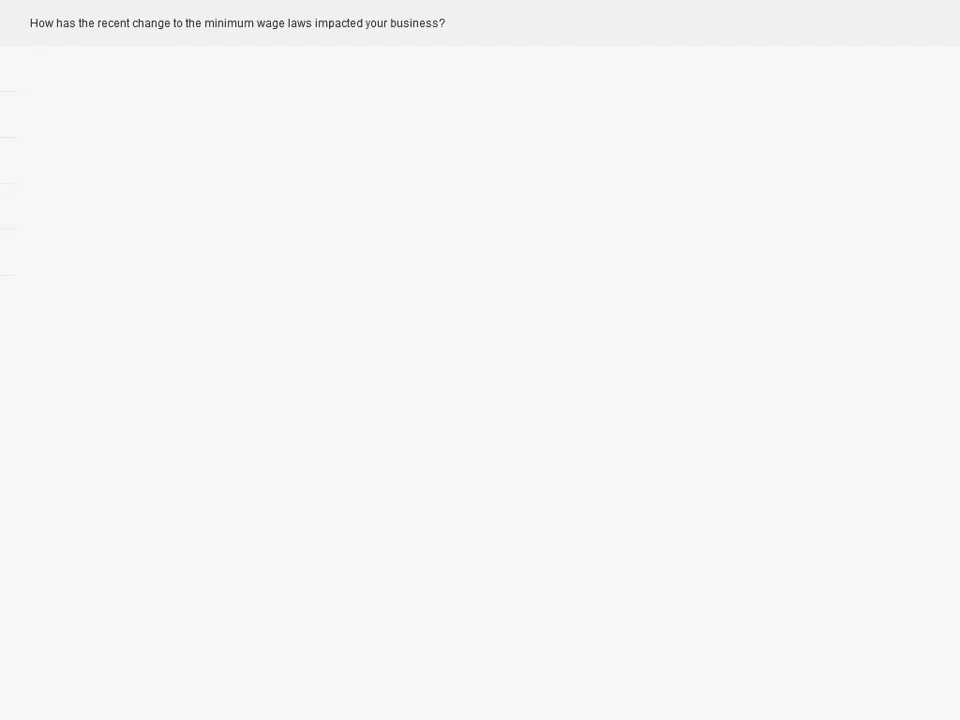 How has the recent change to the minimum wage laws impacted your business?